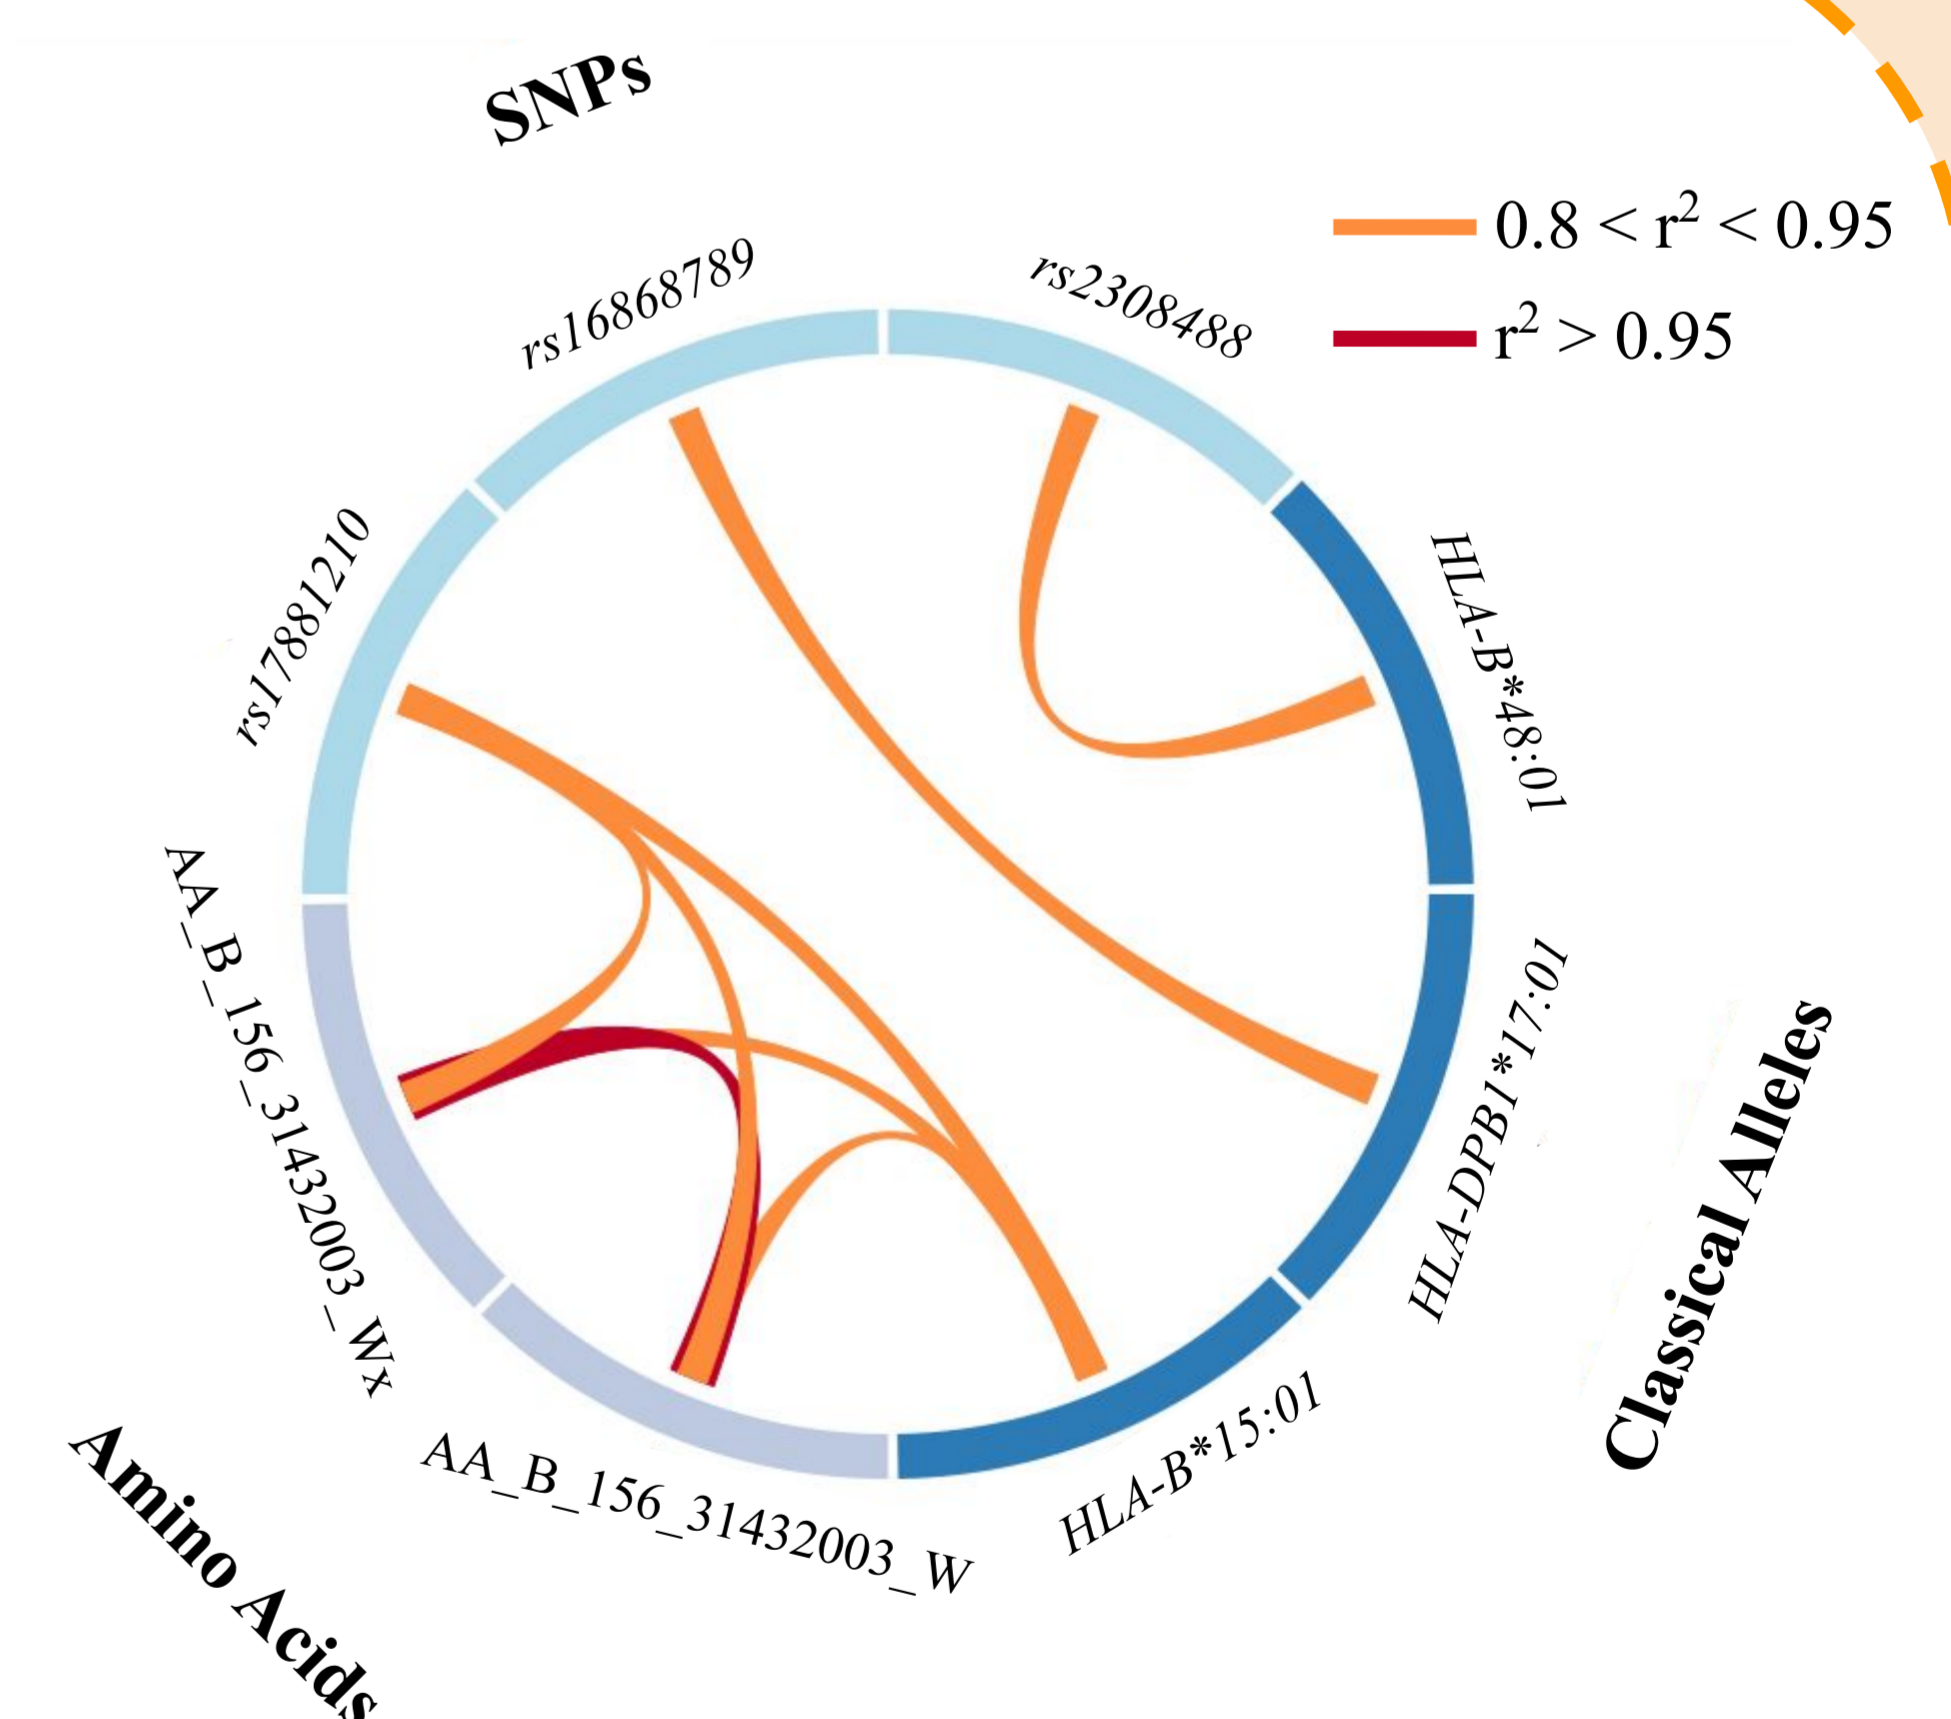 SNPs
0.8 < r² < 0.95
r² > 0.95
rs16868789
rs2308488
rs17881210
HLA-B*48:01
AA_B_156_31432003_Wx
HLA-DPB1*17:01
Classical Alleles
HLA-B*15:01
AA_B_156_31432003_W
Amino Acids